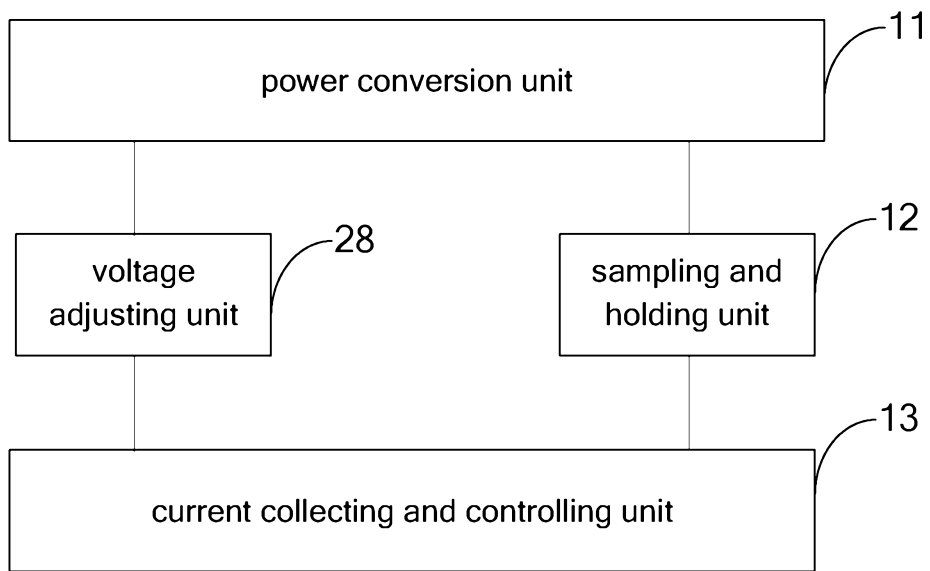 11
power conversion unit
12
28
voltage
adjusting unit
sampling and
holding unit
13
current collecting and controlling unit